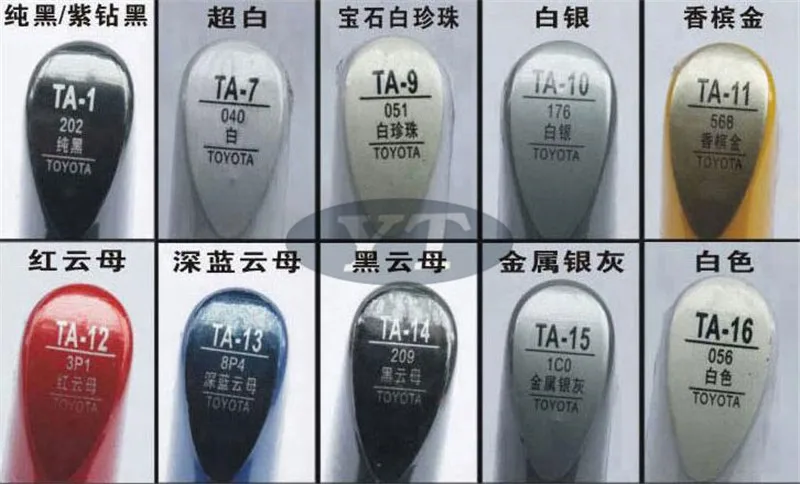 纯黑/紫钻黑
TA-1
202
纯黑
TOYOTA
超白
TA-7
040
白
TOYOTA
宝石白珍珠
TA-9
051
白珍珠
TOYOTA
白银
TA-10
176
白银
TOYOTA
香槟金
TA-11
568
香槟金
TOYOTA
YT
红云母
TA-12
3P1
红云母
TOYOTA
深蓝云母
TA-13
8P4
深蓝云母
TOYOTA
黑云母
TA-14
209
黑云母
TOYOTA
金属银灰
TA-15
1C0
金属银灰
TOYOTA
白色
TA-16
056
白色
TOYOTA